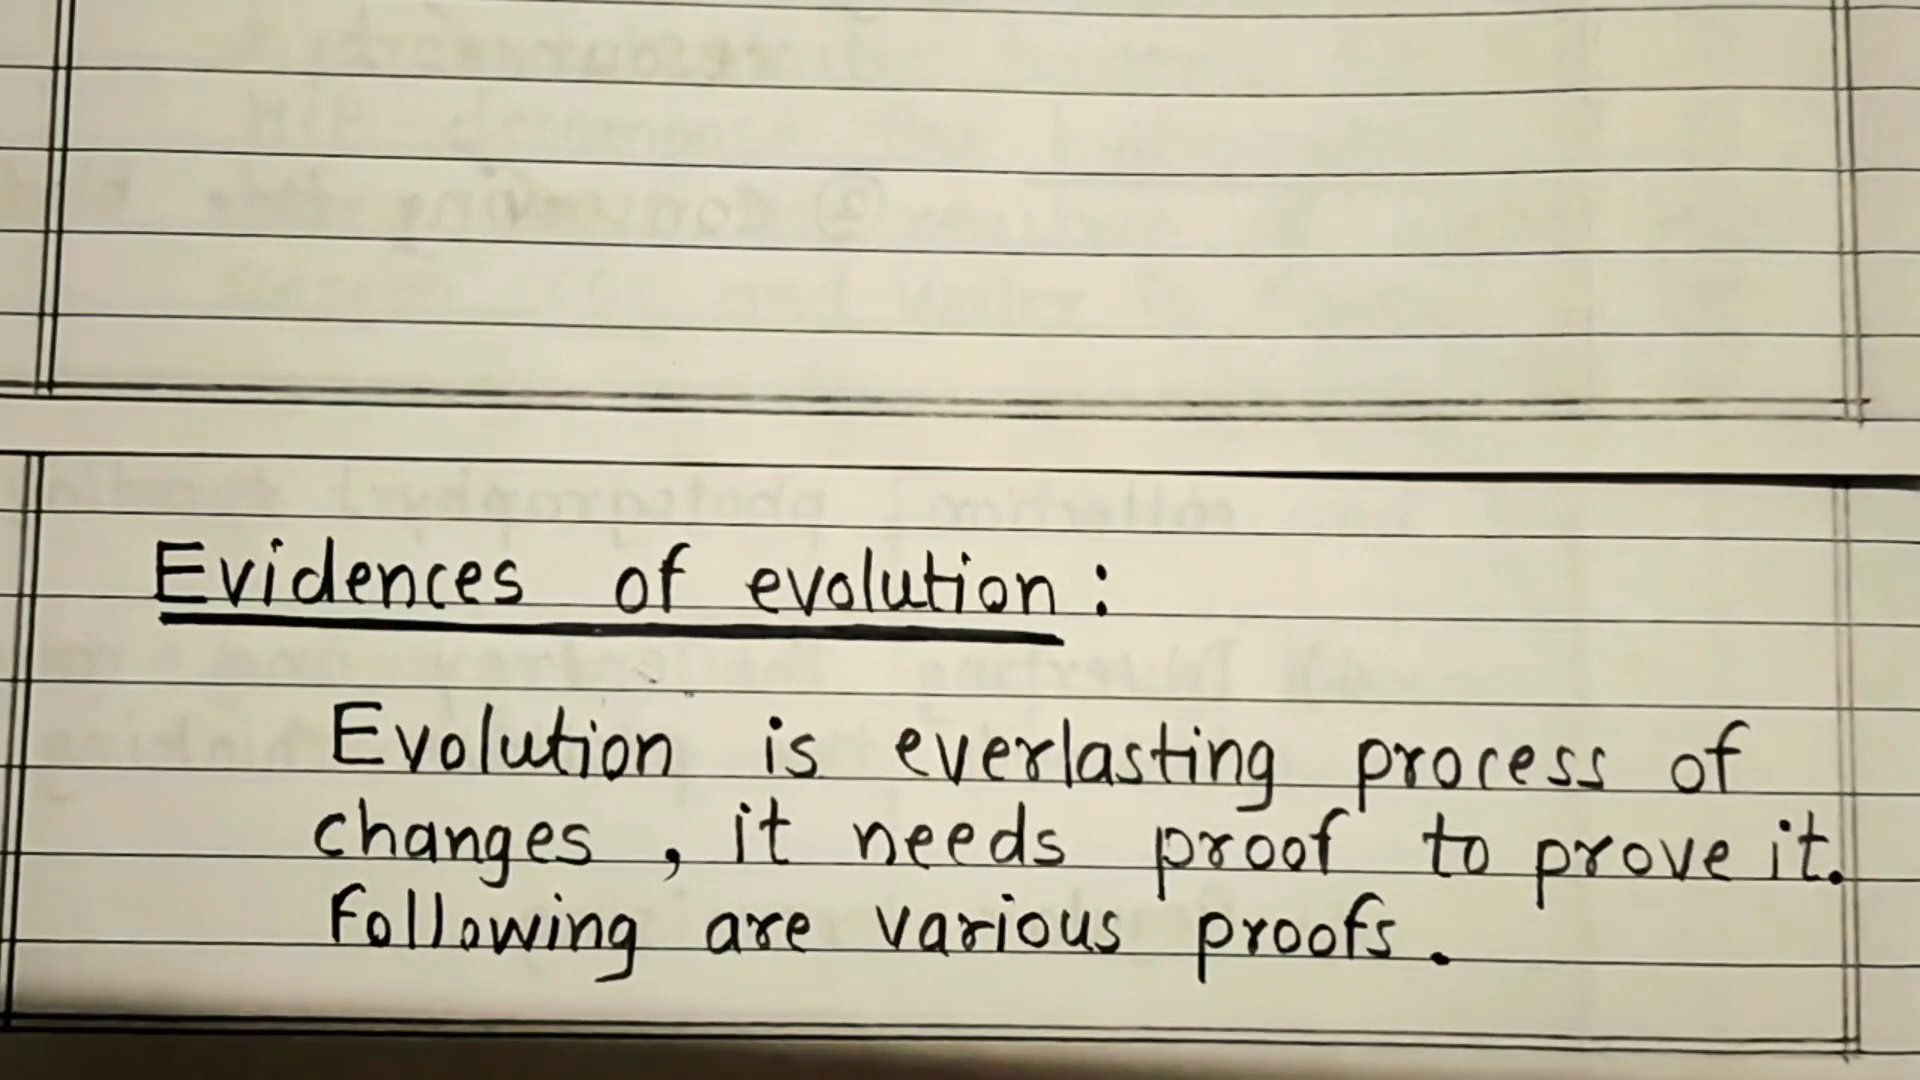 Evidences of evolution :
Evolution is everlasting process of
changes , it needs proof to prove it.
Following are various proofs .